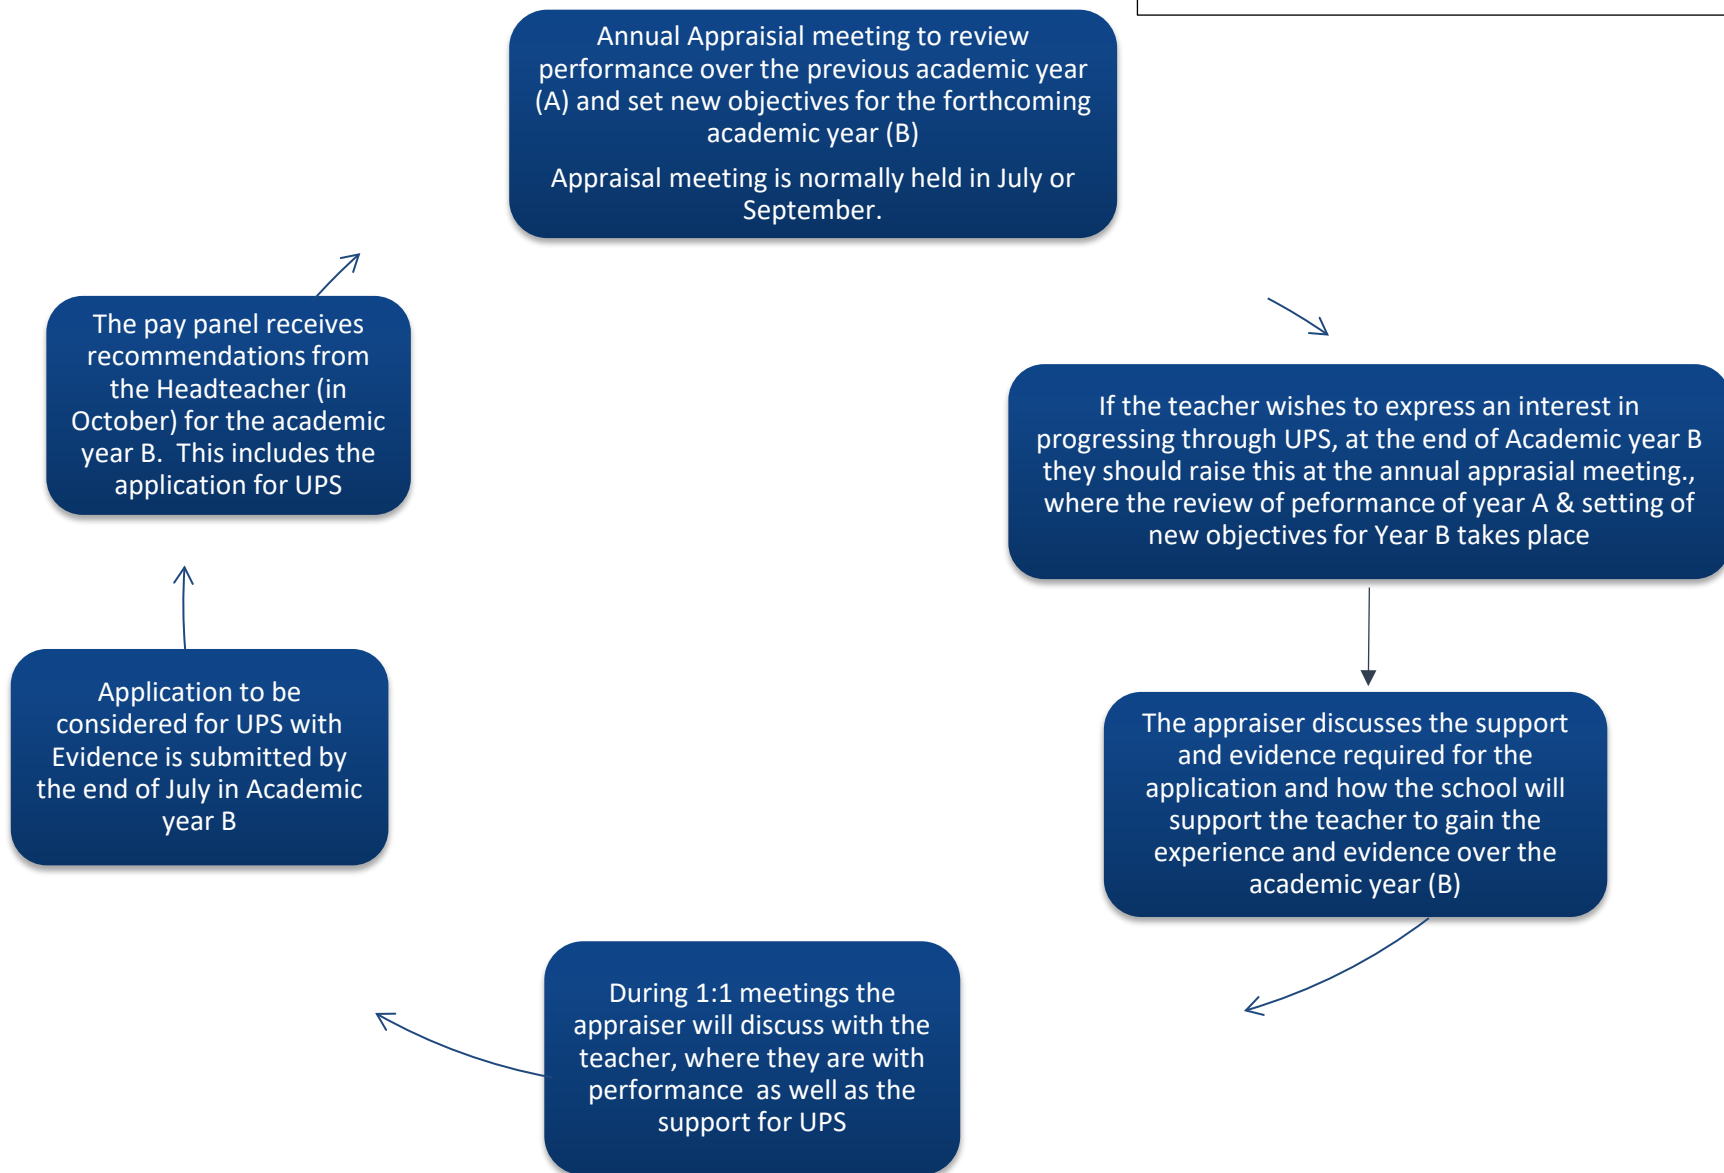 Annual Appraisial meeting to review
performance over the previous academic year
(A) and set new objectives for the forthcoming
academic year (B)
Appraisal meeting is normally held in July or
September.
If the teacher wishes to express an interest in
progressing through UPS, at the end of Academic year B
they should raise this at the annual apprasial meeting.,
where the review of peformance of year A & setting of
new objectives for Year B takes place
The appraiser discusses the support
and evidence required for the
application and how the school will
support the teacher to gain the
experience and evidence over the
academic year (B)
During 1:1 meetings the
appraiser will discuss with the
teacher, where they are with
performance  as well as the
support for UPS
Application to be
considered for UPS with
Evidence is submitted by
the end of July in Academic
year B
The pay panel receives
recommendations from
the Headteacher (in
October) for the academic
year B.  This includes the
application for UPS